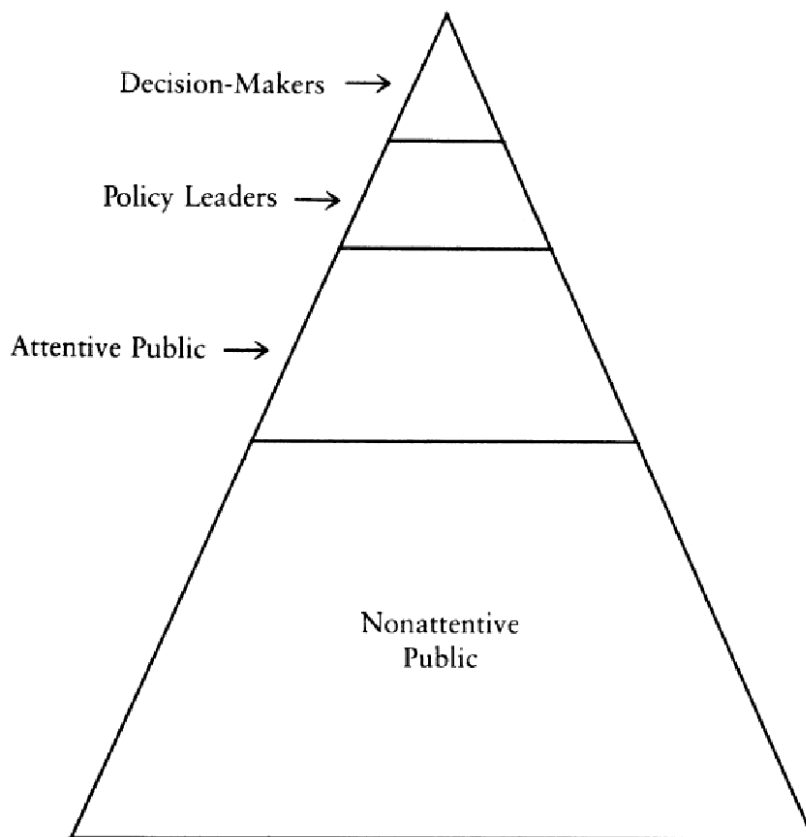 Decision-Makers
Policy Leaders
Attentive Public
Nonattentive
Public